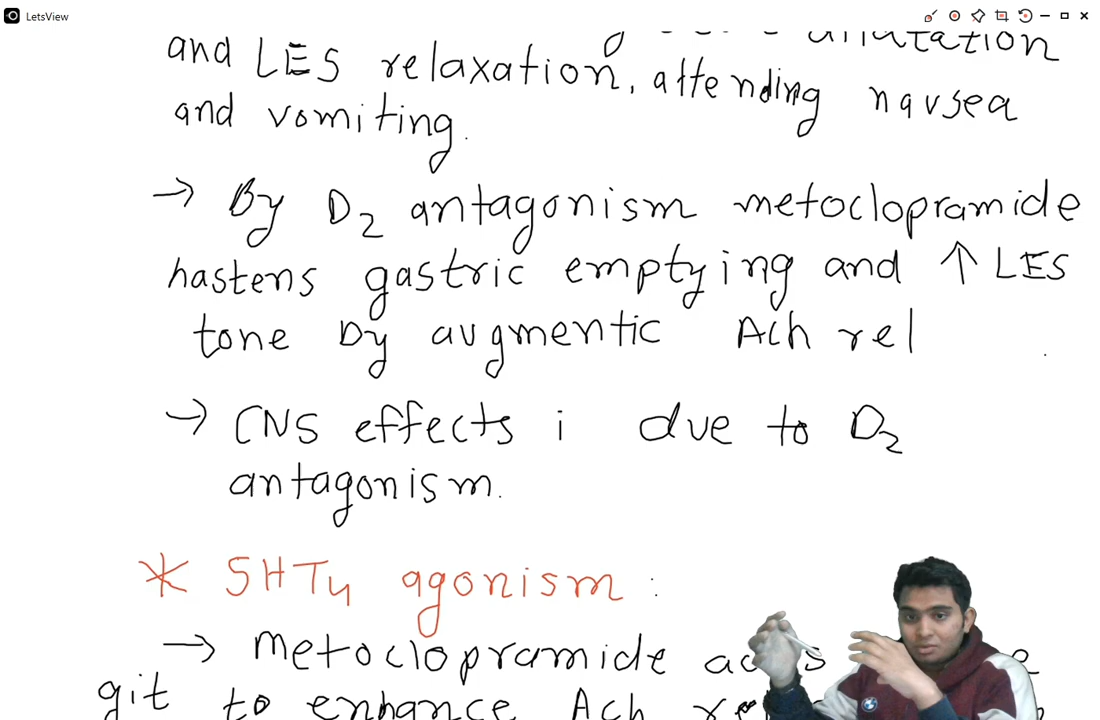 LetsView
and LES relaxation, attending nausea
and vomiting.
→ By D2 antagonism metoclopramide
hastens gastric emptying and ↑ LES
tone By augmentic Ach rel
→ CNS effects i due to D2
antagonism.
* 5HT4 agonism :
→ Metoclopramide acts
git to enhance Ach